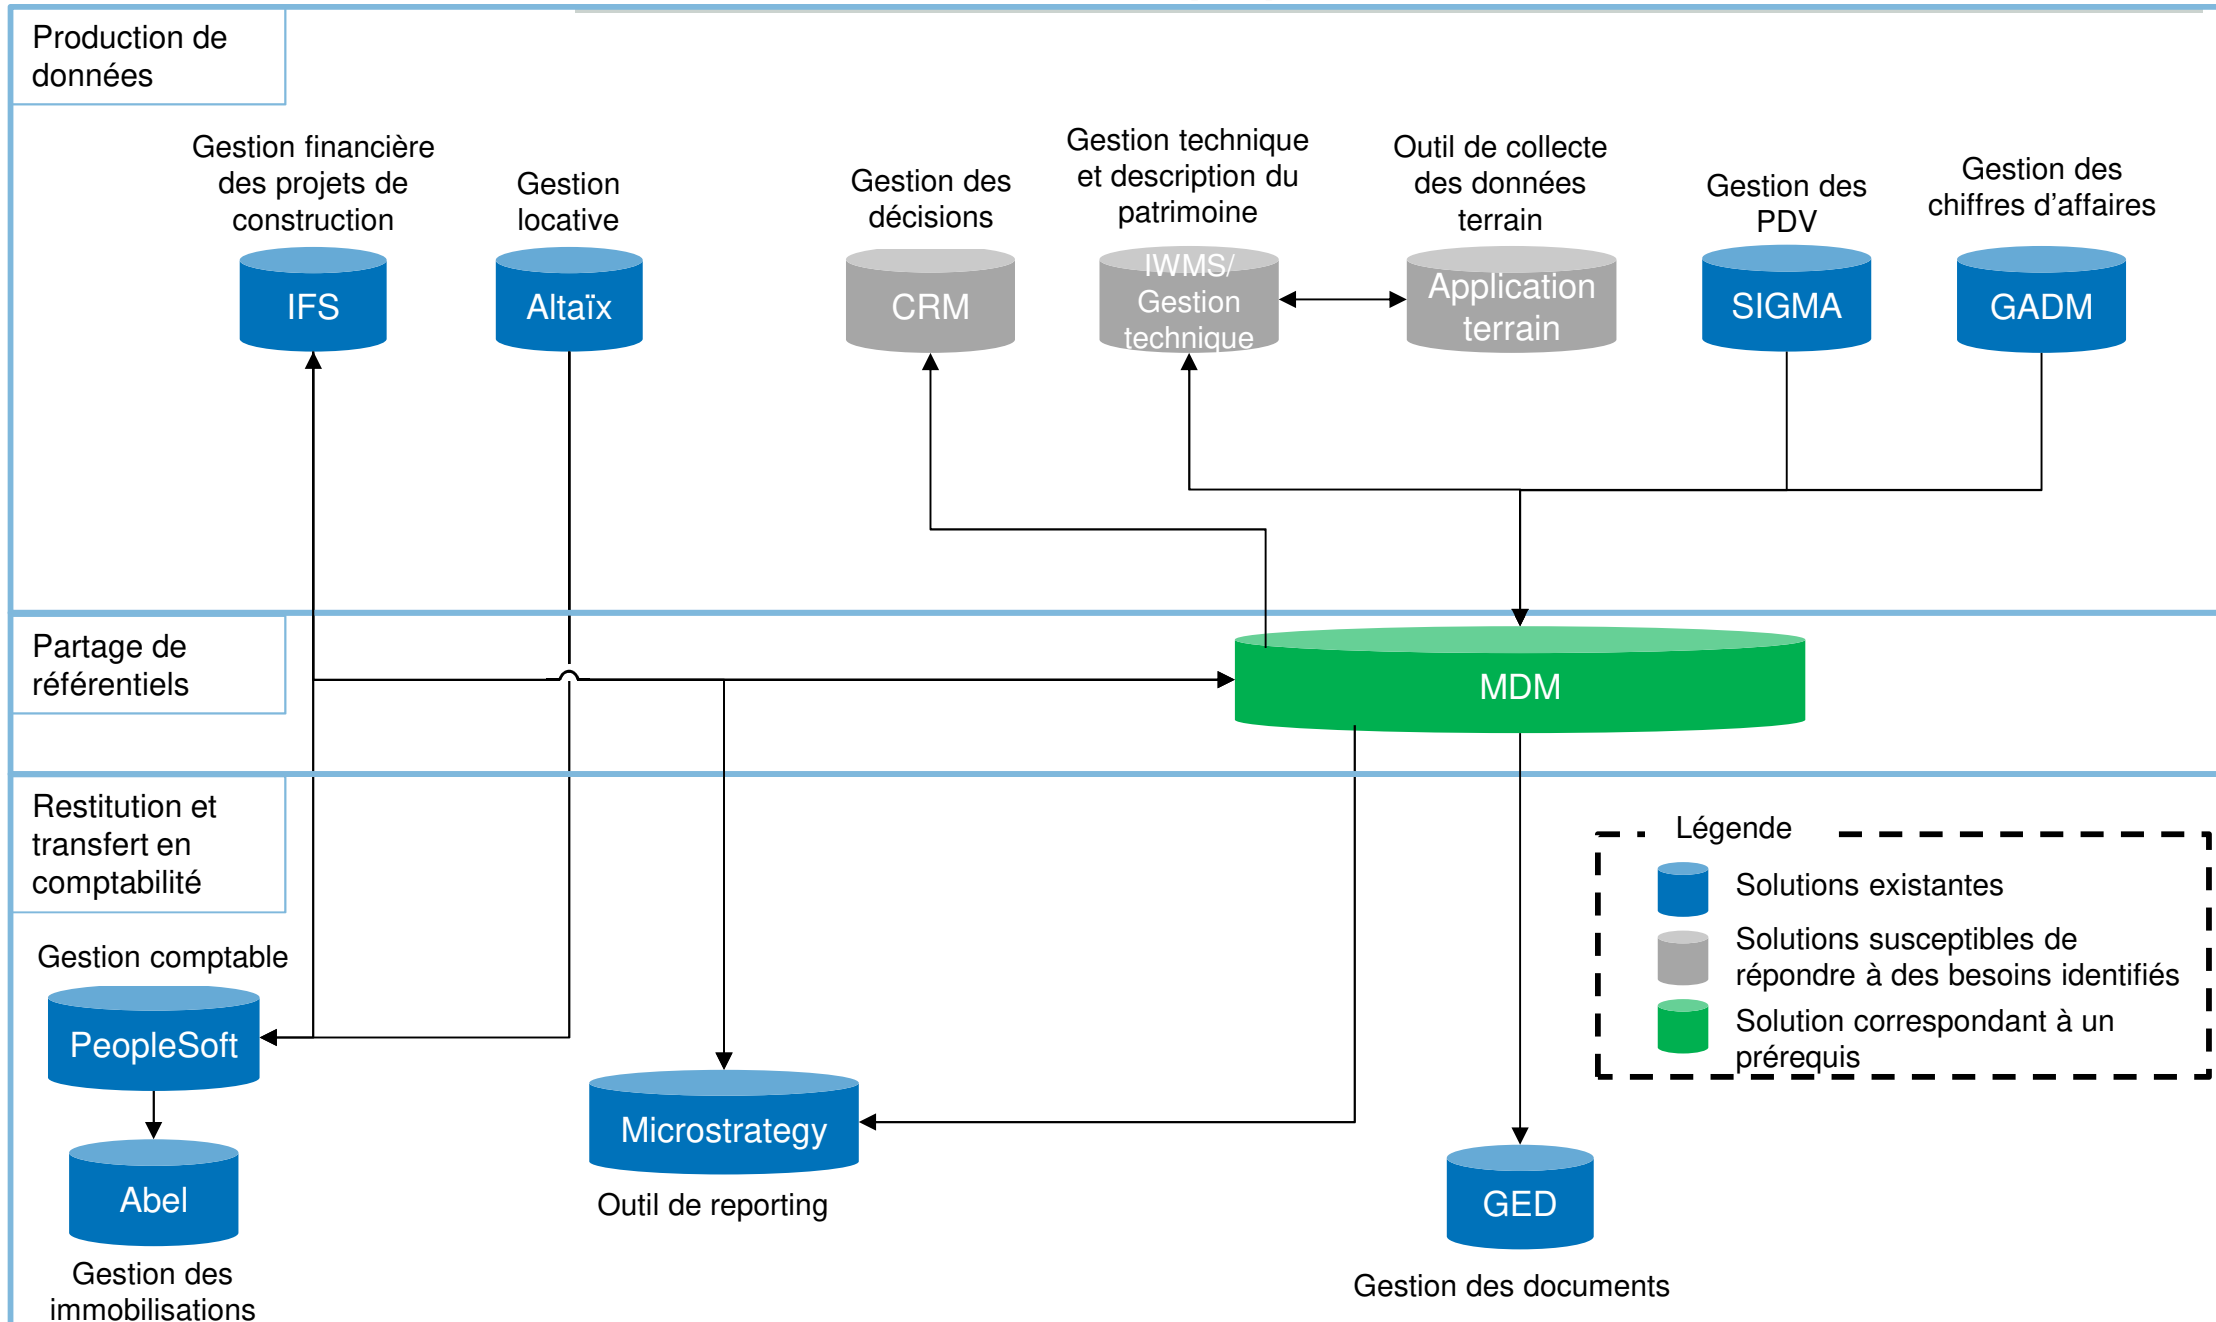 Production de
données
Gestion financière
des projets de
construction
Gestion
locative
Gestion des
décisions
Gestion technique
et description du
patrimoine
Outil de collecte
des données
terrain
Gestion des
PDV
Gestion des
chiffres d'affaires
IFS
Altaïx
CRM
IWMS/
Gestion
technique
Application
terrain
SIGMA
GADM
Partage de
référentiels
MDM
Restitution et
transfert en
comptabilité
Légende
Solutions existantes
Solutions susceptibles de
répondre à des besoins identifiés
Solution correspondant à un
prérequis
Gestion comptable
PeopleSoft
Microstrategy
Outil de reporting
Abel
Gestion des
immobilisations
GED
Gestion des documents